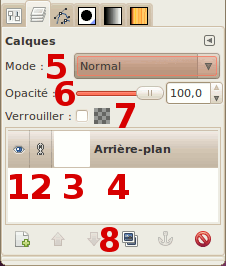 Calques
Mode : 5 Normal
Opacité : 6 100,0
Verrouiller : 7
Arrière-plan
1 2 3 4
8